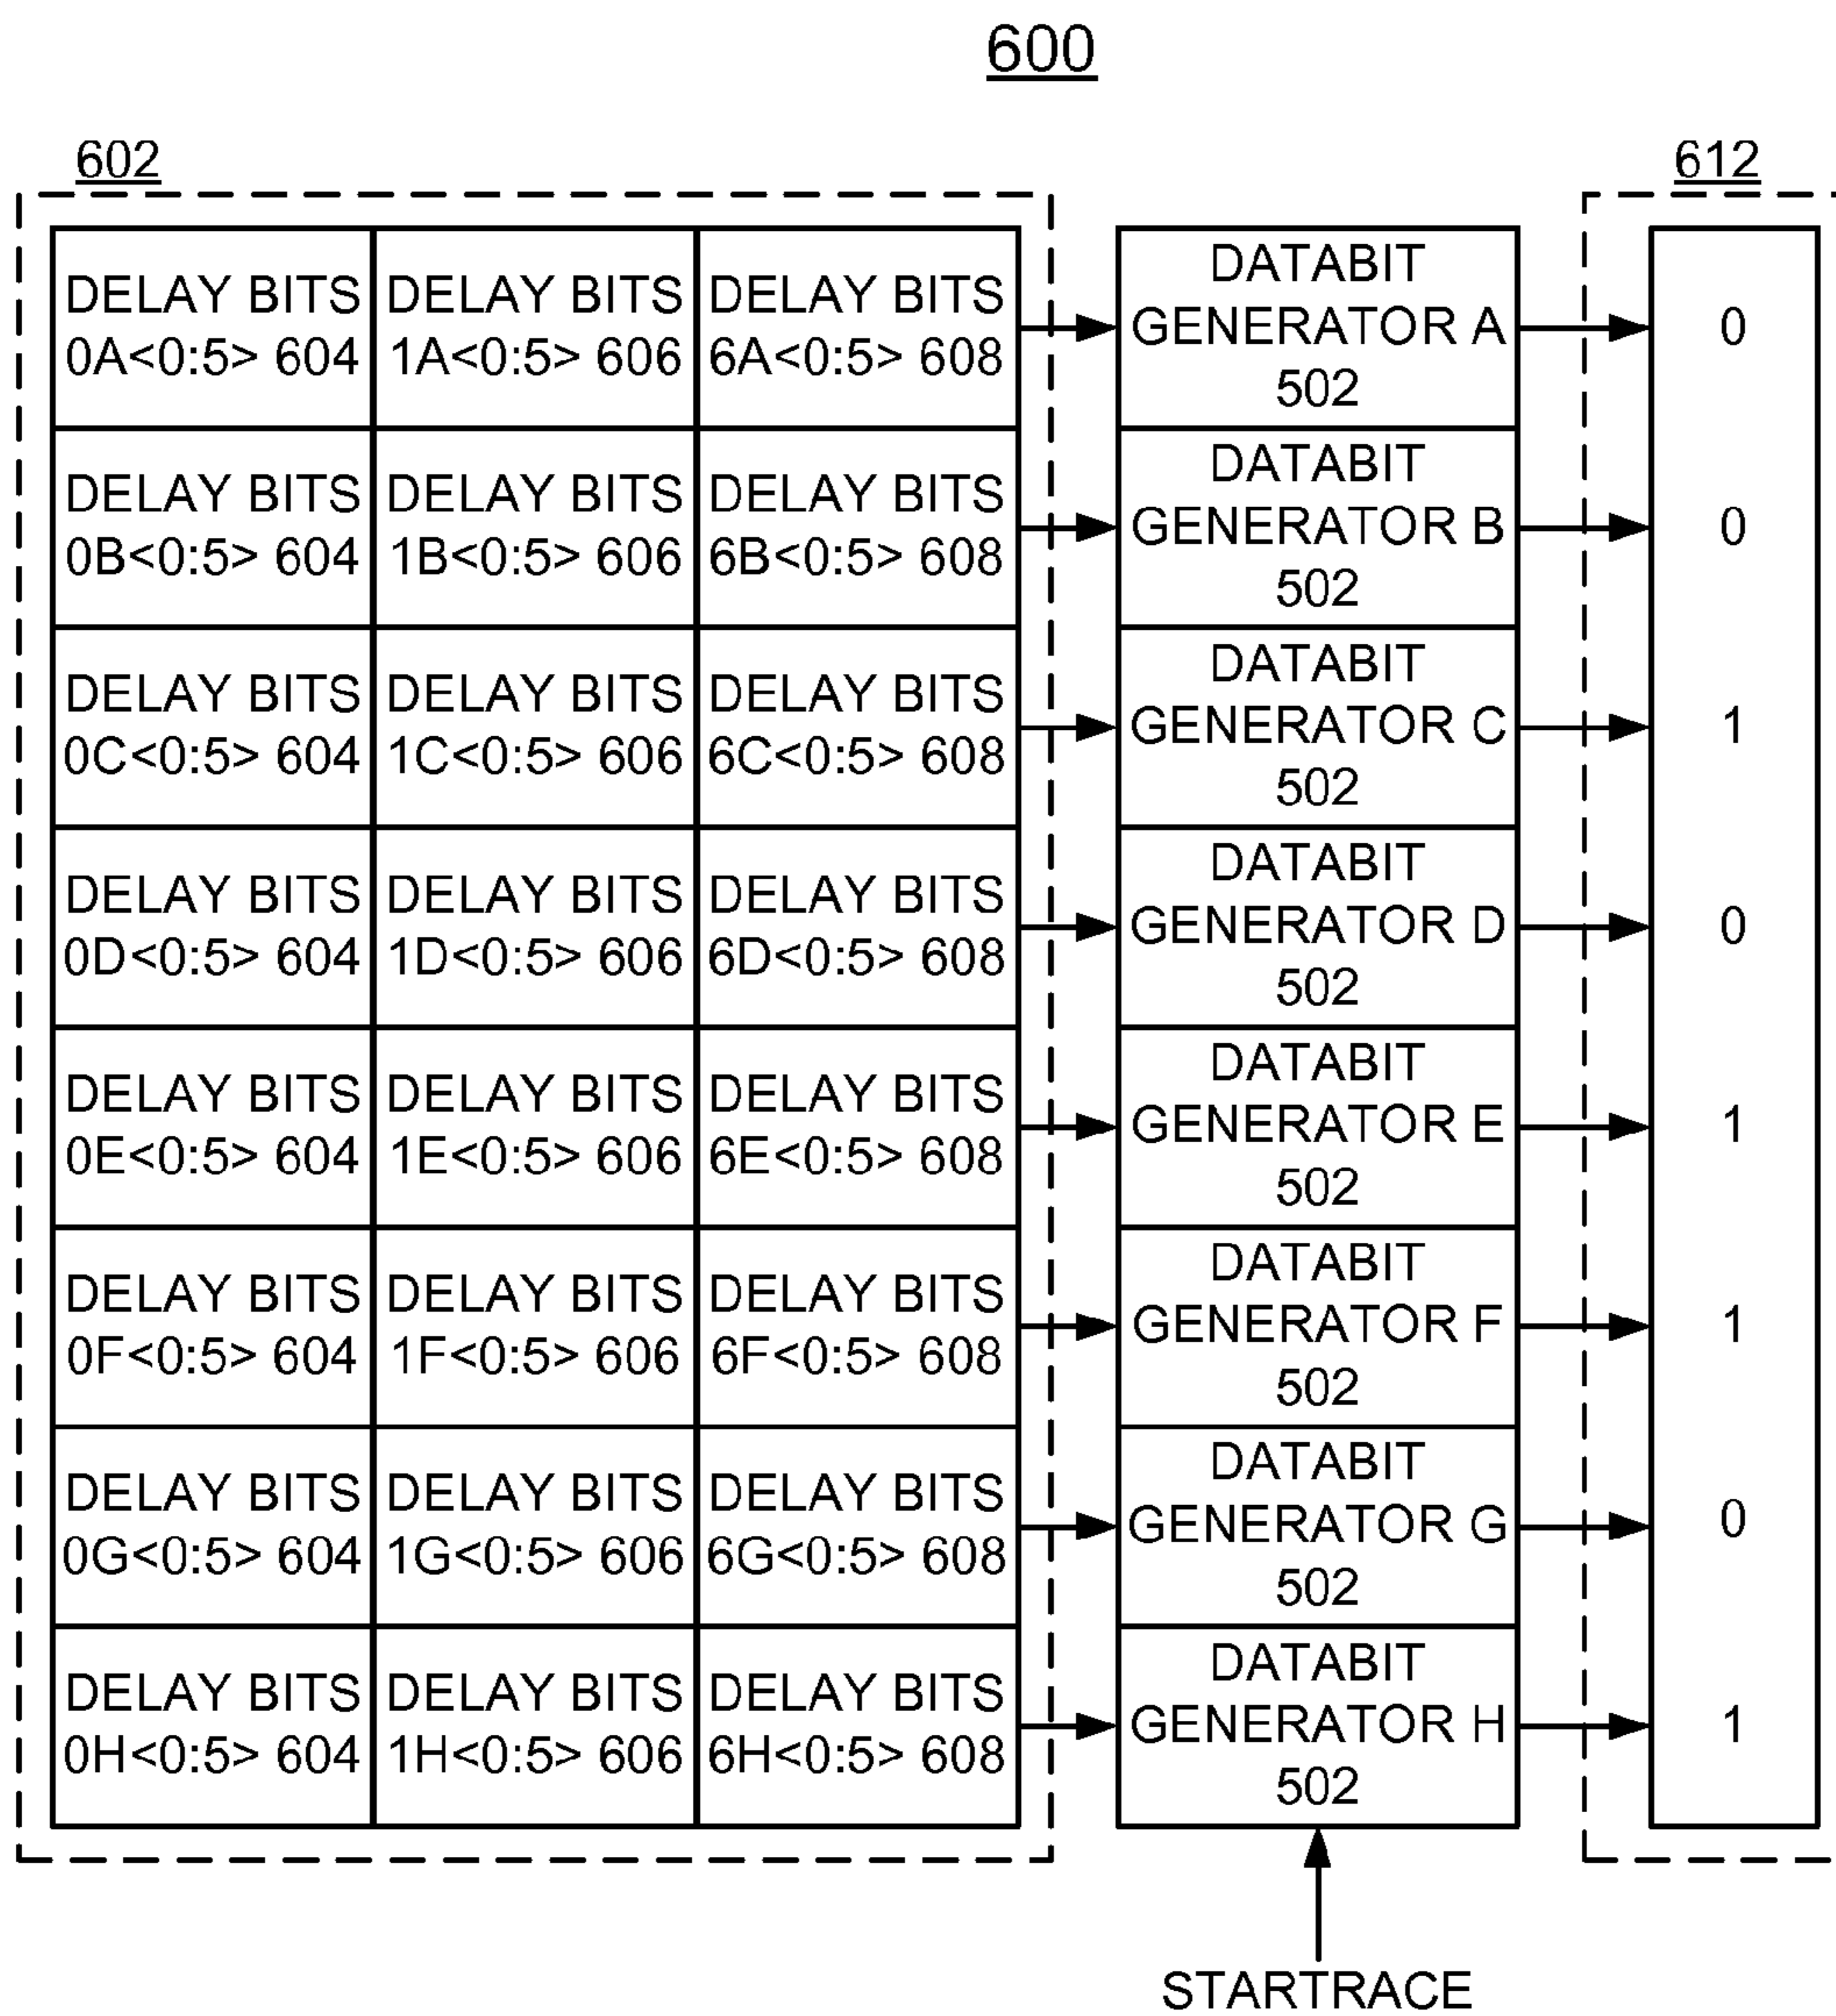 600
602
612
DELAY BITS
0A<0:5> 604
DELAY BITS
1A<0:5> 606
DELAY BITS
6A<0:5> 608
DATABIT
GENERATOR A
502
0
DELAY BITS
0B<0:5> 604
DELAY BITS
1B<0:5> 606
DELAY BITS
6B<0:5> 608
DATABIT
GENERATOR B
502
0
DELAY BITS
0C<0:5> 604
DELAY BITS
1C<0:5> 606
DELAY BITS
6C<0:5> 608
DATABIT
GENERATOR C
502
1
DELAY BITS
0D<0:5> 604
DELAY BITS
1D<0:5> 606
DELAY BITS
6D<0:5> 608
DATABIT
GENERATOR D
502
0
DELAY BITS
0E<0:5> 604
DELAY BITS
1E<0:5> 606
DELAY BITS
6E<0:5> 608
DATABIT
GENERATOR E
502
1
DELAY BITS
0F<0:5> 604
DELAY BITS
1F<0:5> 606
DELAY BITS
6F<0:5> 608
DATABIT
GENERATOR F
502
1
DELAY BITS
0G<0:5> 604
DELAY BITS
1G<0:5> 606
DELAY BITS
6G<0:5> 608
DATABIT
GENERATOR G
502
0
DELAY BITS
0H<0:5> 604
DELAY BITS
1H<0:5> 606
DELAY BITS
6H<0:5> 608
DATABIT
GENERATOR H
502
1
STARTRACE